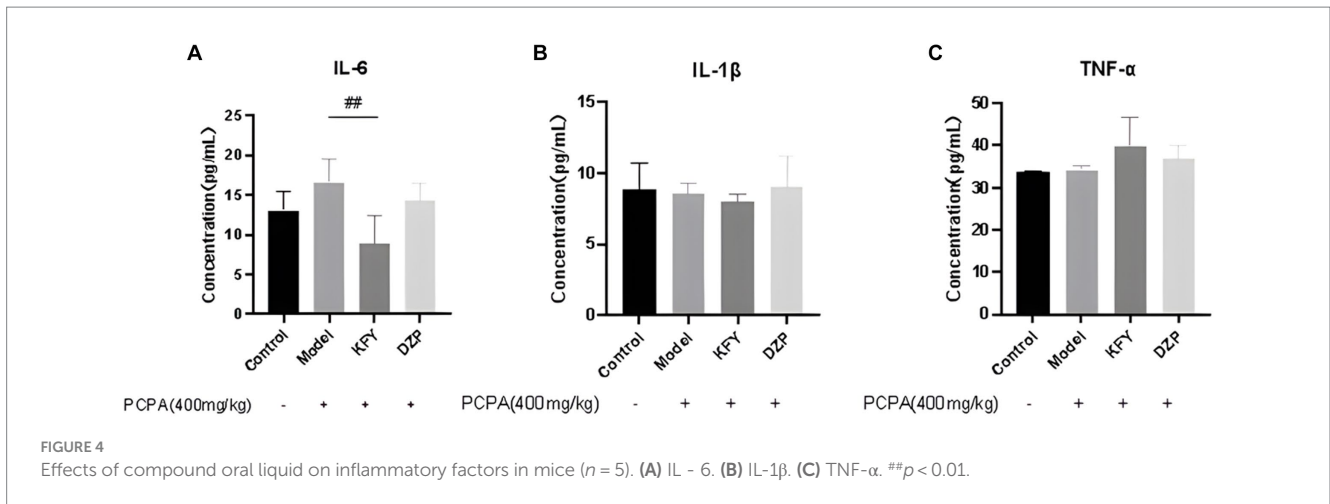 A
IL-6
##
Concentration(pg/mL)
25
20
15
10
5
0
Control
Model
KFY
DZP
PCPA(400mg/kg)
-
+
+
+
B
IL-1β
Concentration(pg/mL)
15
10
5
0
Control
Model
KFY
DZP
PCPA(400mg/kg)
-
+
+
+
C
TNF-α
Concentration(pg/mL)
50
40
30
20
10
0
Control
Model
KFY
DZP
PCPA(400mg/kg)
-
+
+
+
FIGURE 4
Effects of compound oral liquid on inflammatory factors in mice (n = 5). (A) IL - 6. (B) IL-1β. (C) TNF-α. ##p < 0.01.